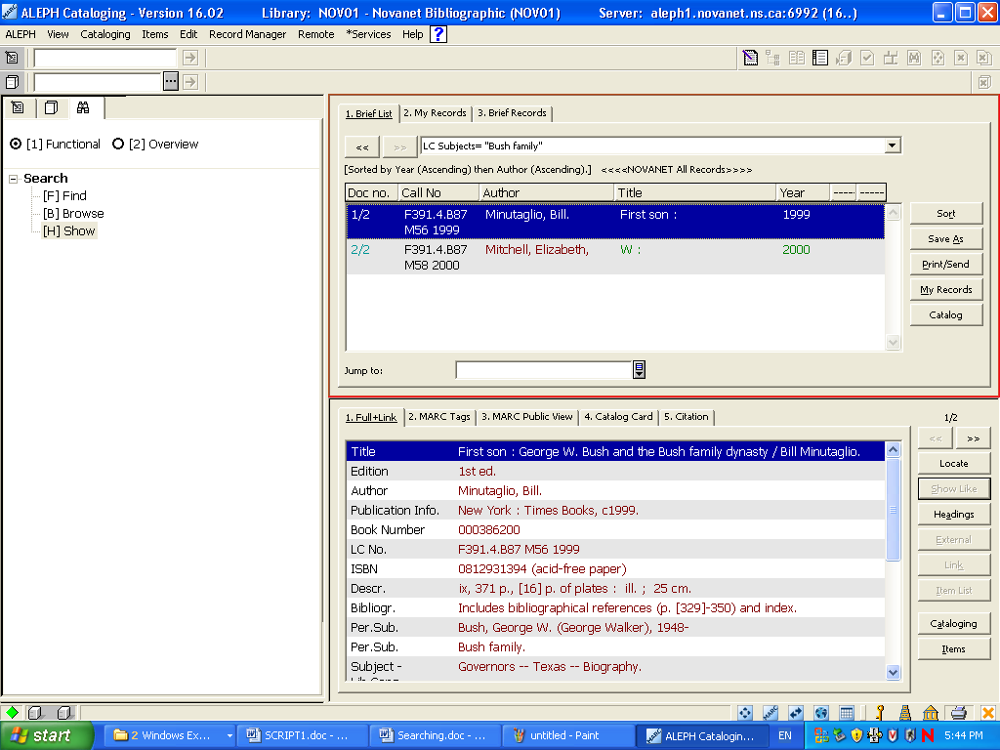 ALEPH Cataloging - Version 16.02 Library: NOV01 - Novanet Bibliographic (NOV01) Server: aleph1.novanet.ns.ca:6992 (16..)
ALEPH View Cataloging Items Edit Record Manager Remote *Services Help ?
[1] Functional [2] Overview
Search
[F] Find
[B] Browse
[H] Show
1. Brief List 2. My Records 3. Brief Records
<< >> LC Subjects= "Bush family"
[Sorted by Year (Ascending) then Author (Ascending).] <<<<NOVANET All Records>>>>
Doc no. Call No Author Title Year ----- -----
1/2 F391.4.B87 Minutaglio, Bill. First son : 1999
M56 1999
2/2 F391.4.B87 Mitchell, Elizabeth, W : 2000
M58 2000
Sort
Save As
Print/Send
My Records
Catalog
Jump to:
1. Full+Link 2. MARC Tags 3. MARC Public View 4. Catalog Card 5. Citation
1/2
<< >>
Title First son : George W. Bush and the Bush family dynasty / Bill Minutaglio.
Edition 1st ed.
Author Minutaglio, Bill.
Publication Info. New York : Times Books, c1999.
Book Number 000386200
LC No. F391.4.B87 M56 1999
ISBN 0812931394 (acid-free paper)
Descr. ix, 371 p., [16] p. of plates : ill. ; 25 cm.
Bibliogr. Includes bibliographical references (p. [329]-350) and index.
Per.Sub. Bush, George W. (George Walker), 1948-
Per.Sub. Bush family.
Subject - Governors -- Texas -- Biography.
Locate
Show Like
Headings
External
Link
Item List
Cataloging
Items
start 2 Windows Ex... SCRIPT1.doc - ... Searching.doc - ... untitled - Paint ALEPH Catalogin... EN 5:44 PM